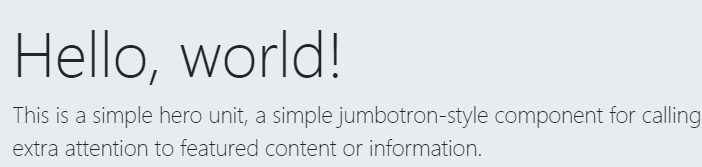 Hello, world!
This is a simple hero unit, a simple jumbotron-style component for calling
extra attention to featured content or information.